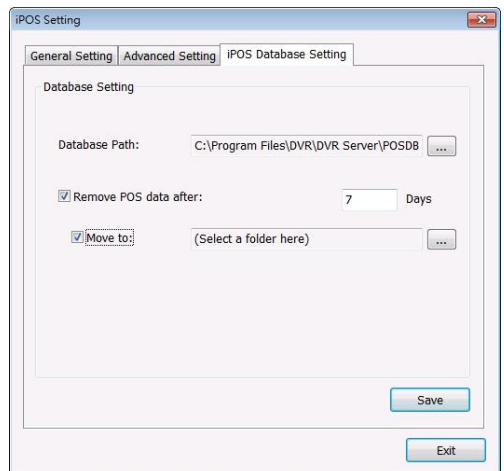 iPOS Setting
General Setting Advanced Setting iPOS Database Setting
Database Setting
Database Path: C:\Program Files\DVR\DVR Server\POSDB ...
Remove POS data after: 7 Days
Move to: (Select a folder here) ...
Save
Exit